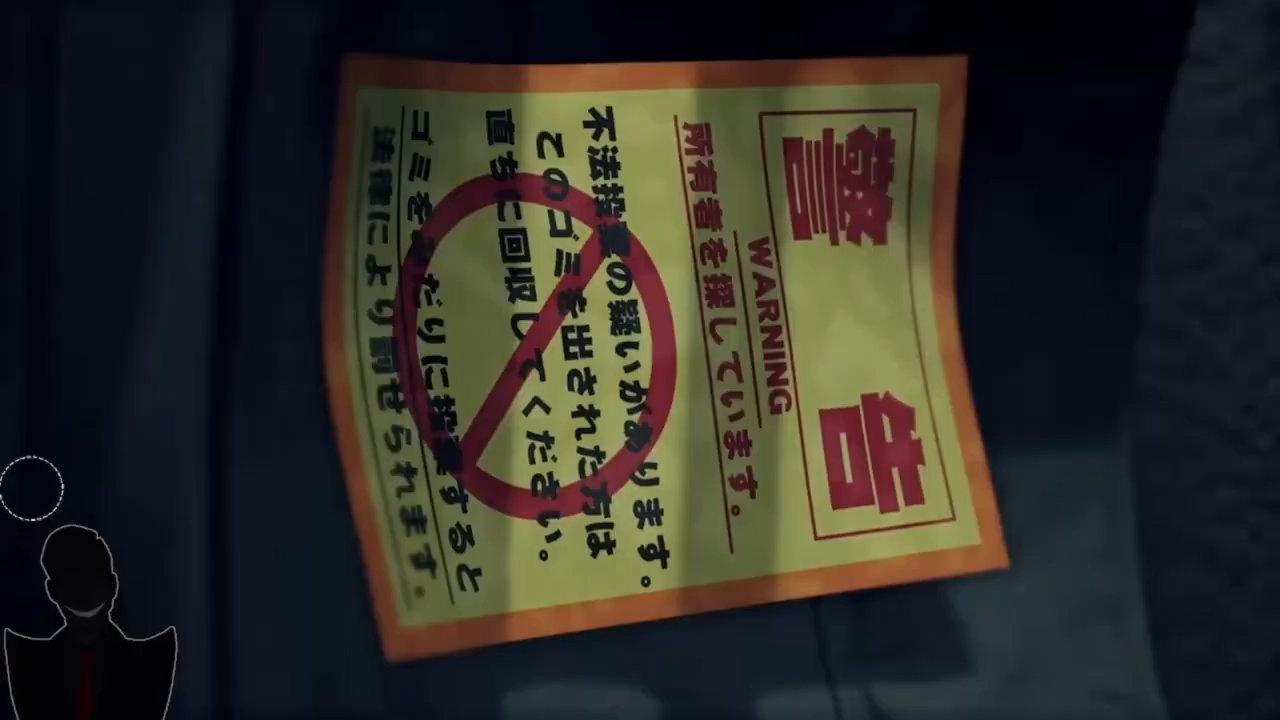 警告
WARNING
所有者を探しています。
不法投棄の疑いがあります。
このゴミを出された方は
直ちに回収してください。
ゴミをみだりに投棄すると
法律により罰せられます。